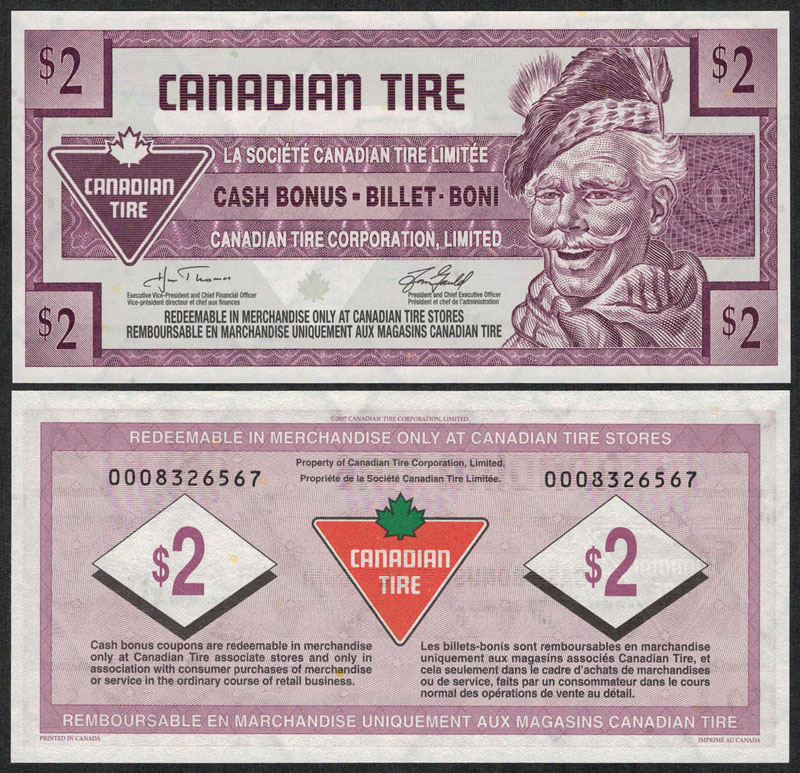 $2
$2
CANADIAN TIRE
LA SOCIÉTÉ CANADIAN TIRE LIMITÉE
CANADIAN
TIRE
CASH BONUS - BILLET - BONI
CANADIAN TIRE CORPORATION, LIMITED
Executive Vice-President and Chief Financial Officer
Vice-président directeur et chef aux finances
President and Chief Executive Officer
Président et chef de l'administration
$2
$2
REDEEMABLE IN MERCHANDISE ONLY AT CANADIAN TIRE STORES
REMBOURSABLE EN MARCHANDISE UNIQUEMENT AUX MAGASINS CANADIAN TIRE
©2007 CANADIAN TIRE CORPORATION, LIMITED.
REDEEMABLE IN MERCHANDISE ONLY AT CANADIAN TIRE STORES
Property of Canadian Tire Corporation, Limited.
Propriété de la Société Canadian Tire Limitée.
0008326567
0008326567
$2
CANADIAN
TIRE
$2
Cash bonus coupons are redeemable in merchandise
only at Canadian Tire associate stores and only in
association with consumer purchases of merchandise
or service in the ordinary course of retail business.
Les billets-bonis sont remboursables en marchandise
uniquement aux magasins associés Canadian Tire, et
cela seulement dans le cadre d'achats de marchandises
ou de service, faits par un consommateur dans le cours
normal des opérations de vente au détail.
REMBOURSABLE EN MARCHANDISE UNIQUEMENT AUX MAGASINS CANADIAN TIRE
PRINTED IN CANADA
IMPRIMÉ AU CANADA